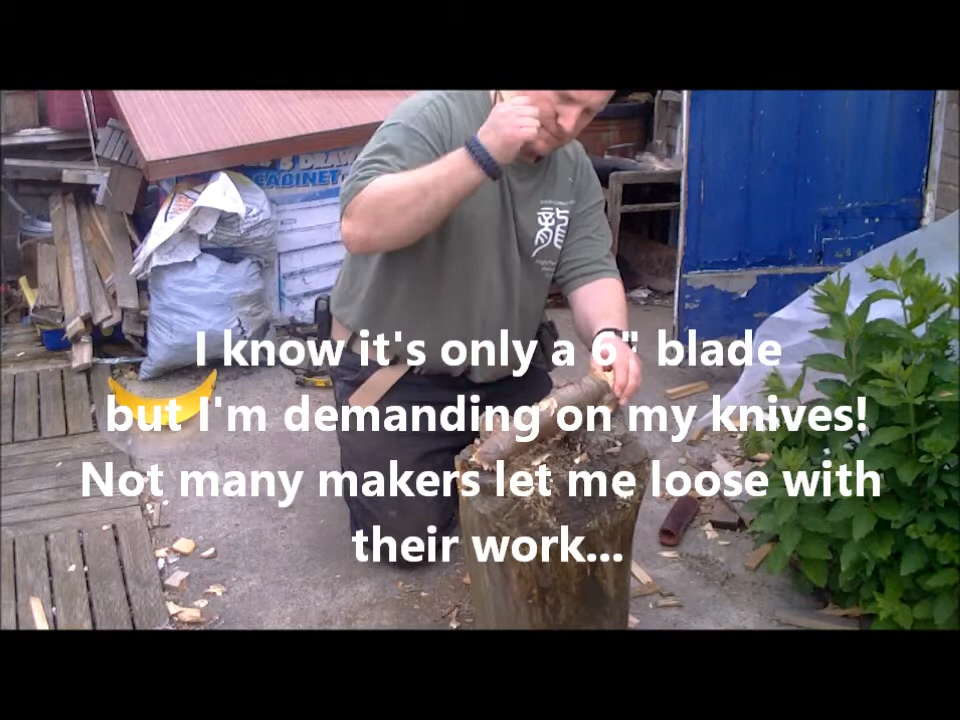 CABINET
I know it's only a 6" blade
but I'm demanding on my knives!
Not many makers let me loose with
their work...